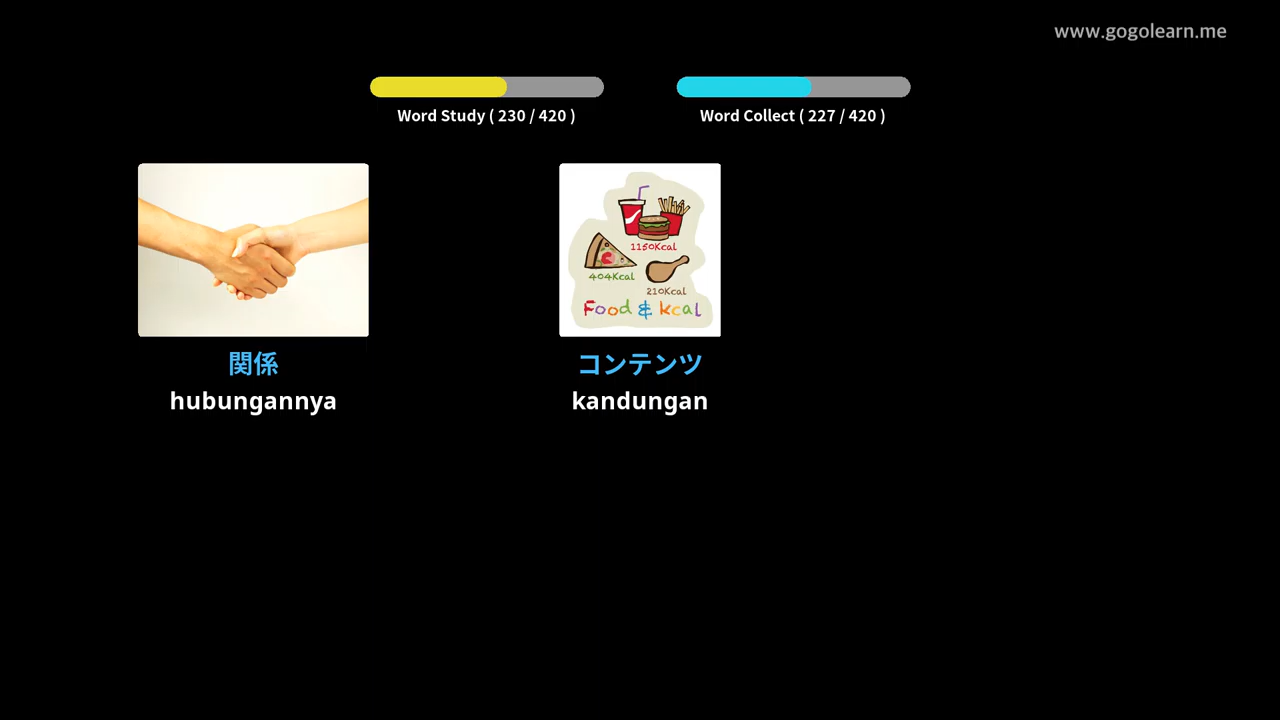 www.gogolearn.me
Word Study ( 230 / 420 )
Word Collect ( 227 / 420 )
1150Kcal
404Kcal
210Kcal
Food & kcal
関係
コンテンツ
hubungannya
kandungan